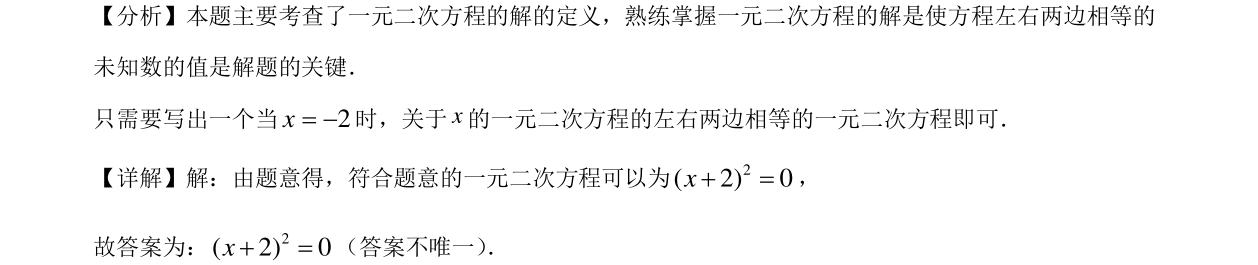 【分析】本题主要考查了一元二次方程的解的定义，熟练掌握一元二次方程的解是使方程左右两边相等的
未知数的值是解题的关键．
只需要写出一个当 x = −2 时，关于 x 的一元二次方程的左右两边相等的一元二次方程即可．
【详解】解：由题意得，符合题意的一元二次方程可以为 (x + 2)² = 0，
故答案为：(x + 2)² = 0（答案不唯一）．